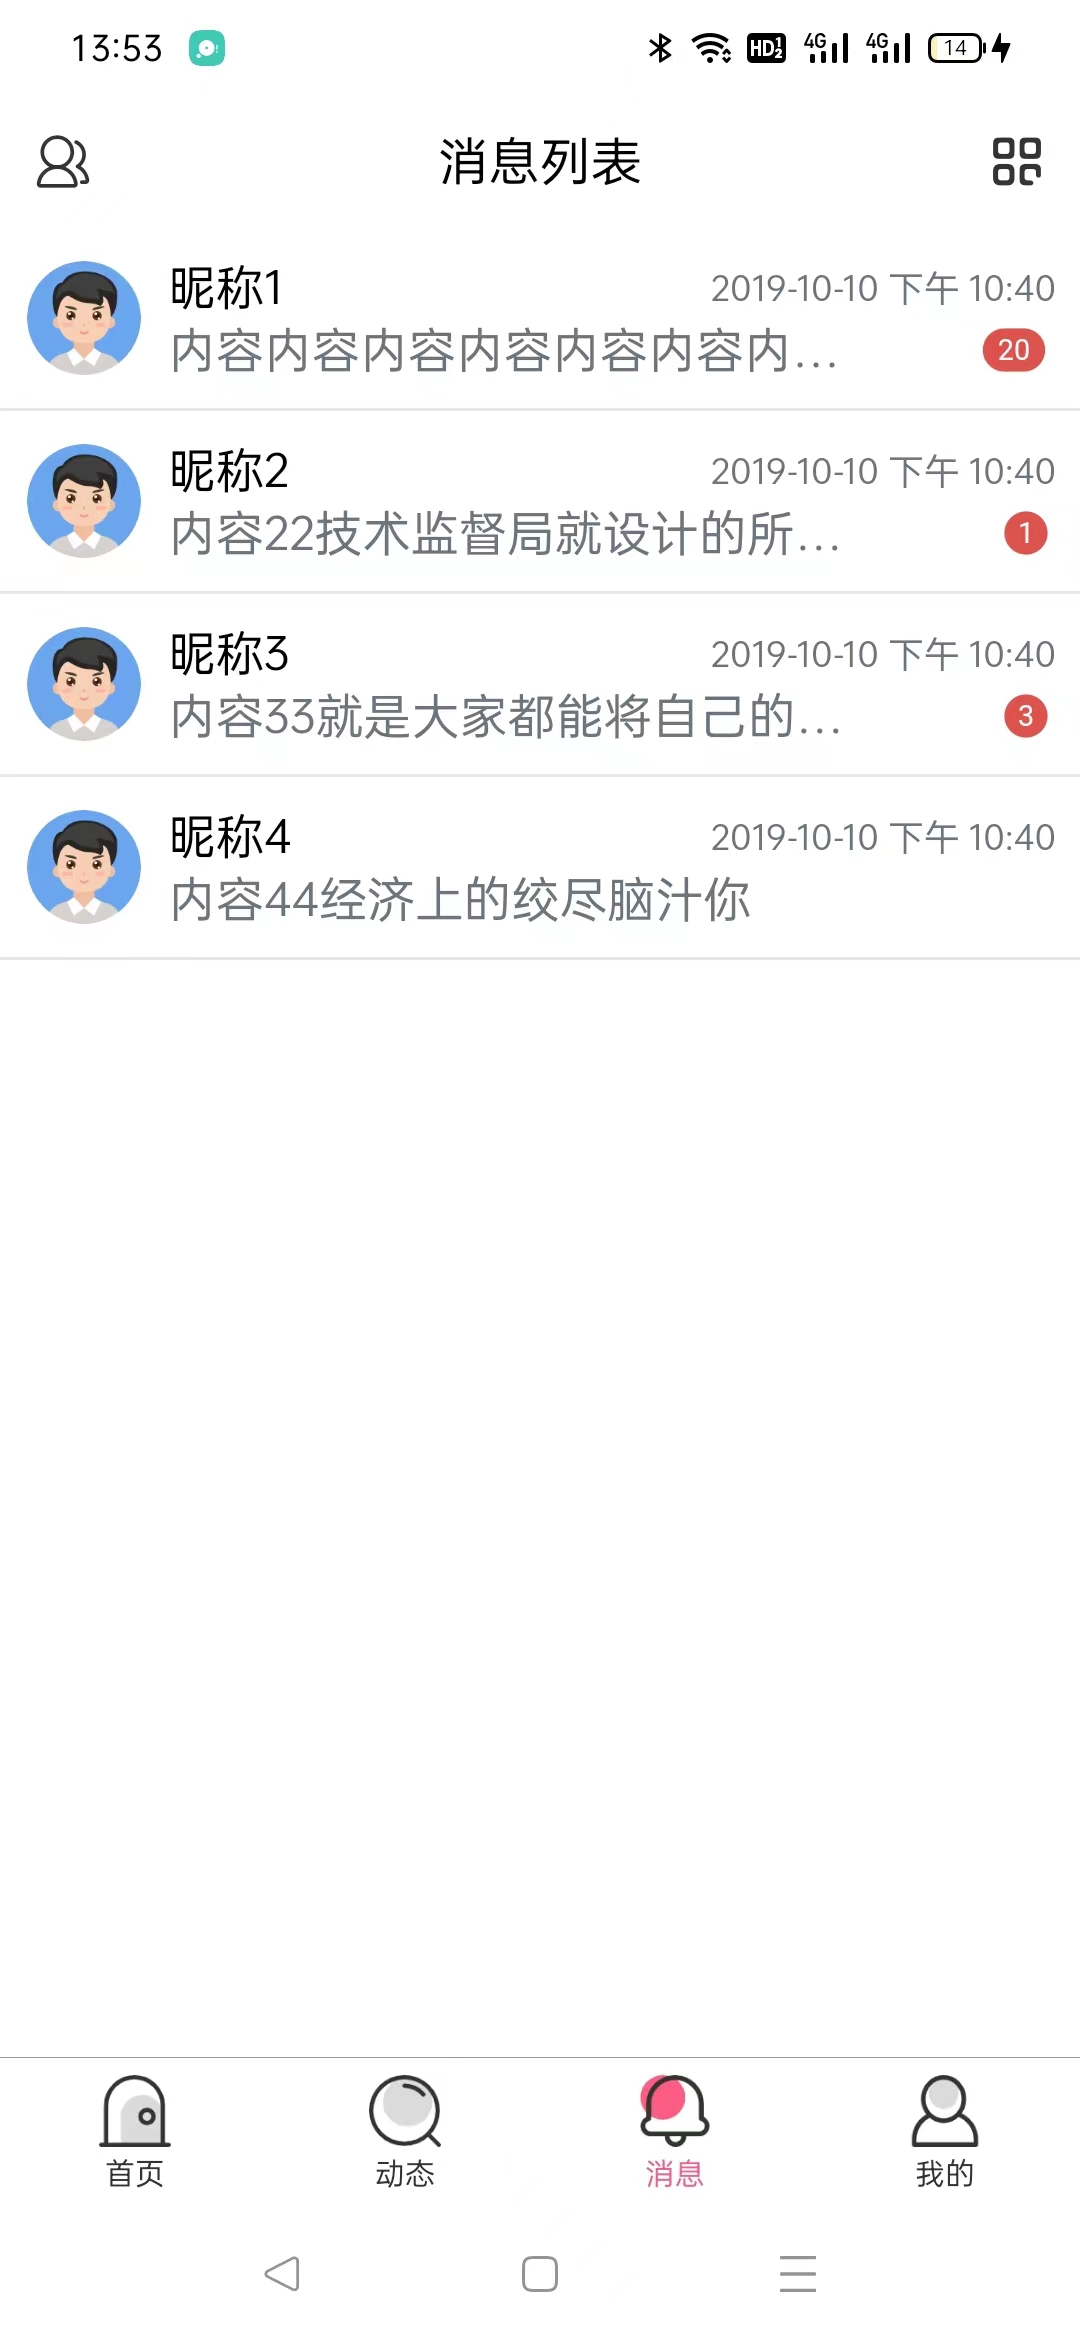 13:53 HD 1 2 4G 4G 14
消息列表
昵称1 2019-10-10 下午 10:40
内容内容内容内容内容内容内... 20
昵称2 2019-10-10 下午 10:40
内容22技术监督局就设计的所... 1
昵称3 2019-10-10 下午 10:40
内容33就是大家都能将自己的... 3
昵称4 2019-10-10 下午 10:40
内容44经济上的绞尽脑汁你
首页 动态 消息 我的